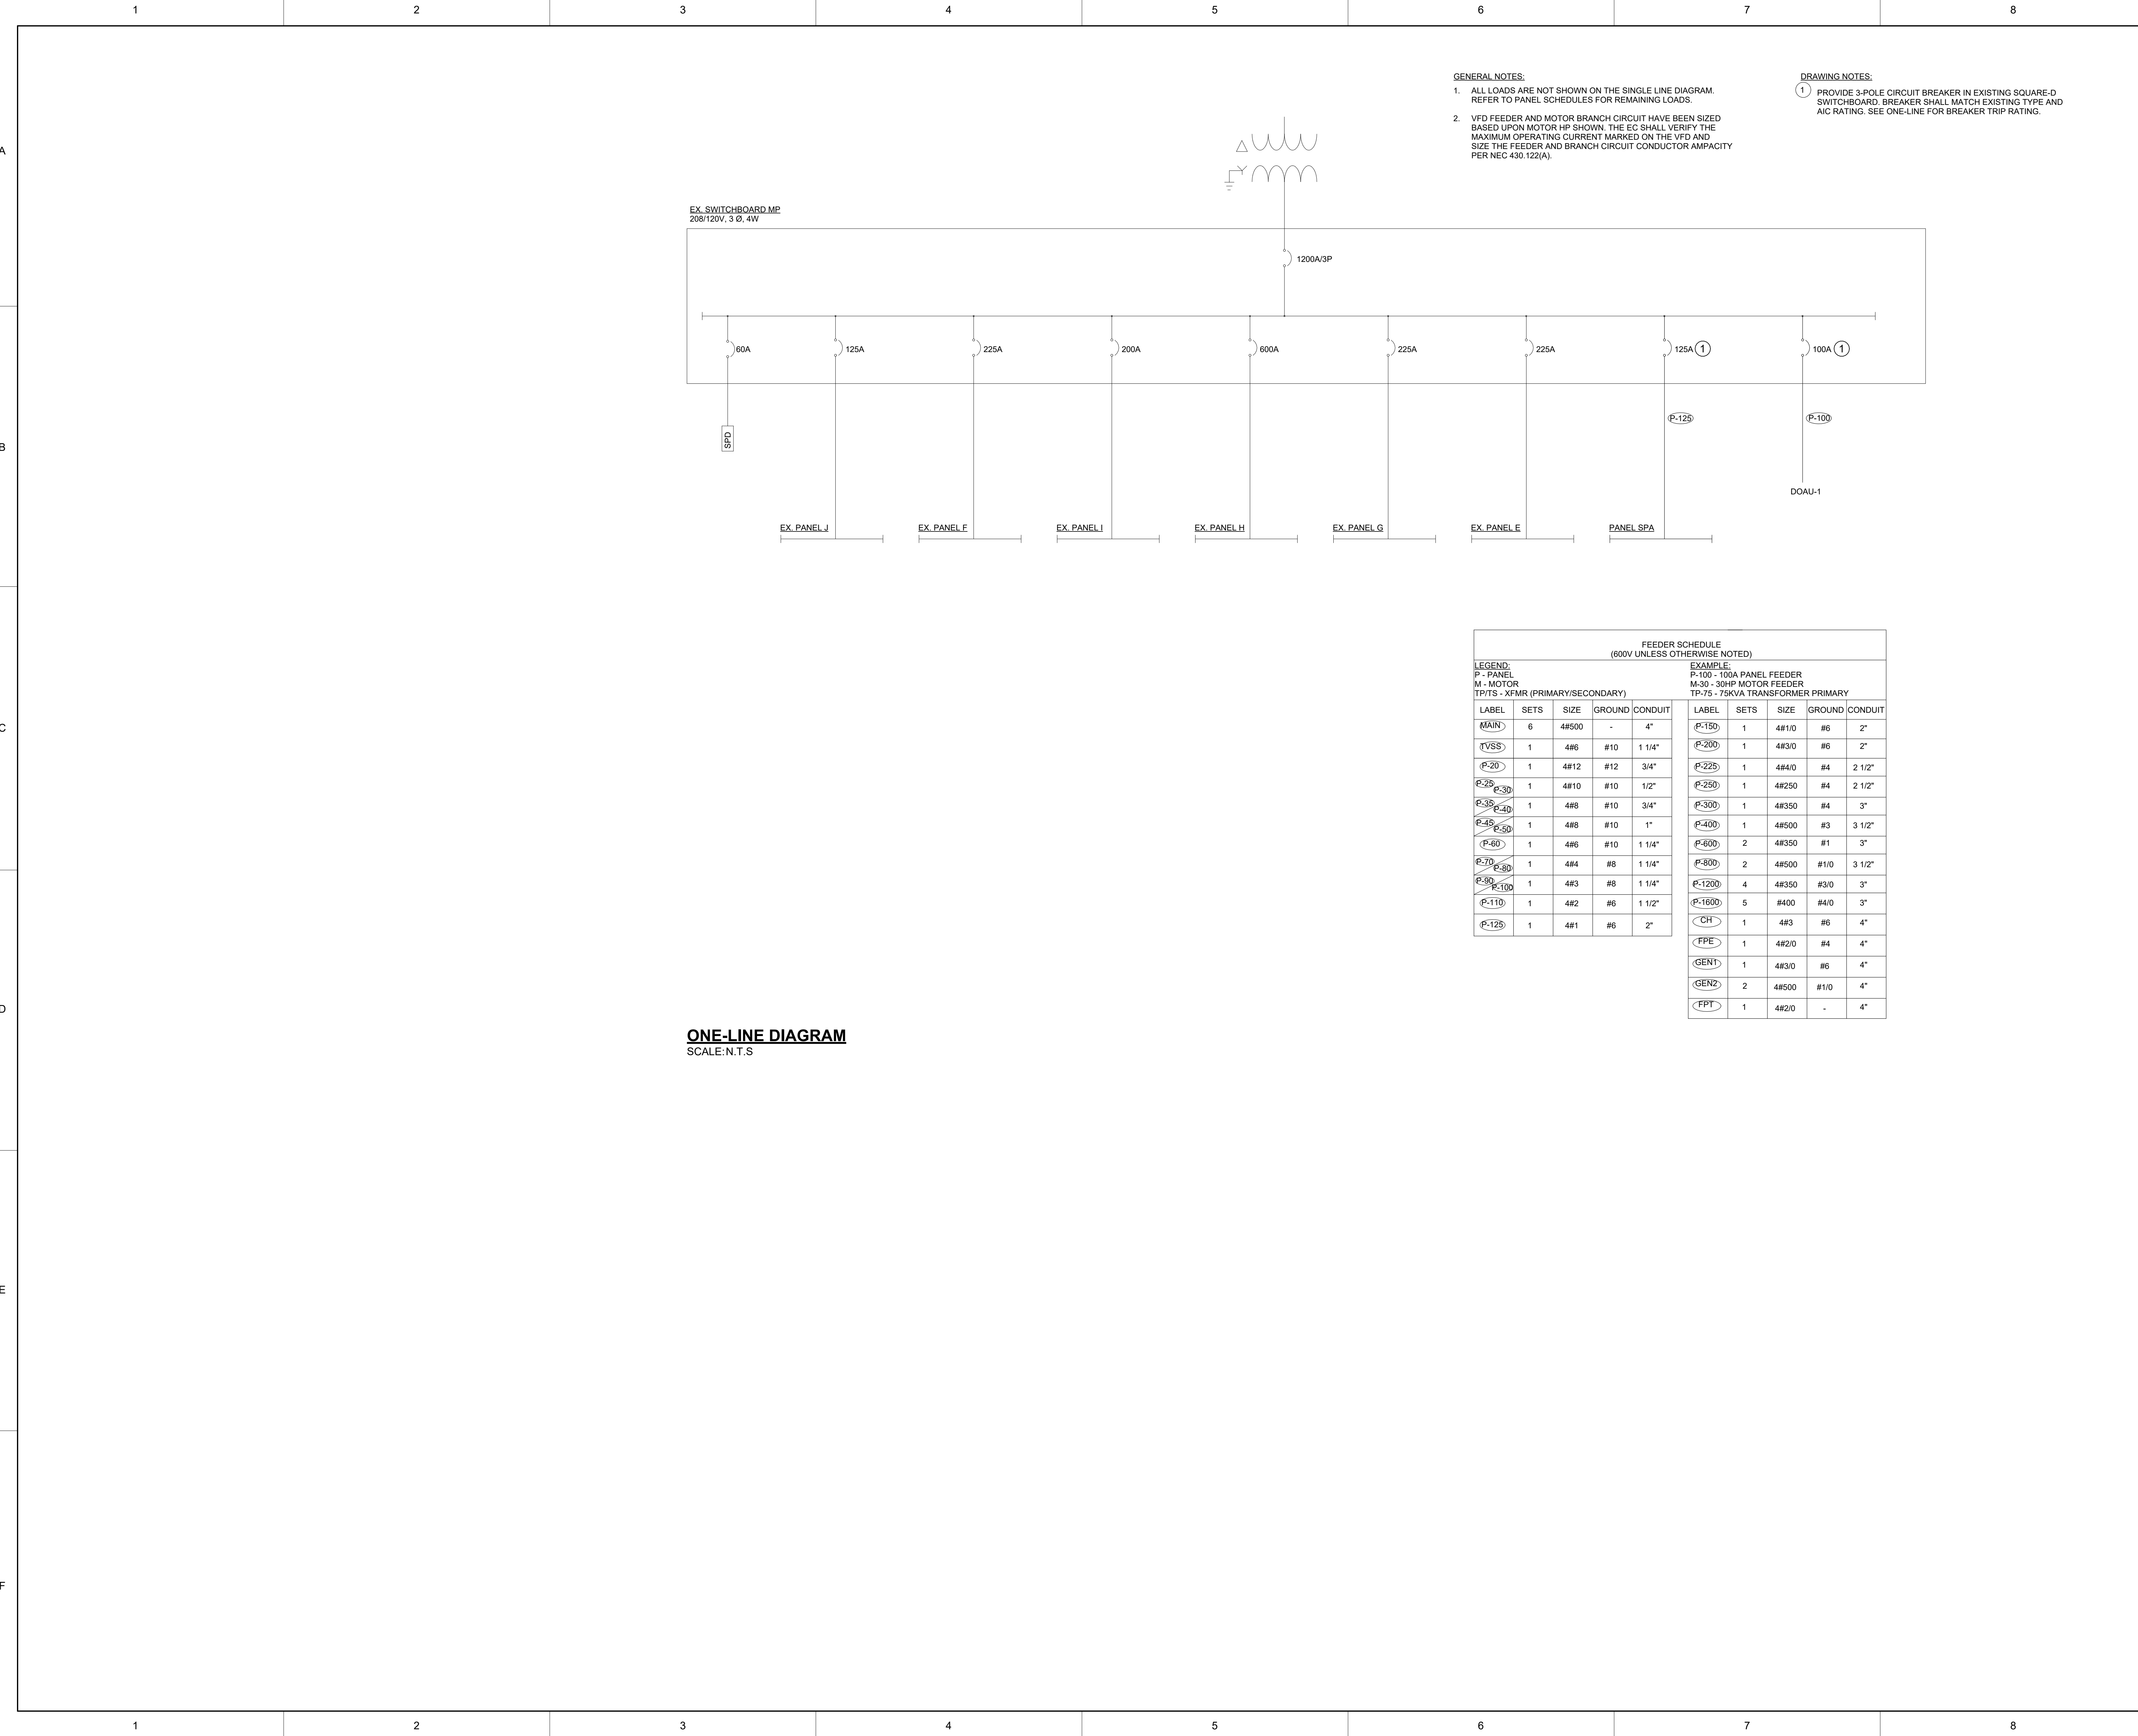 1 2 3 4 5 6 7 8
GENERAL NOTES:
1. ALL LOADS ARE NOT SHOWN ON THE SINGLE LINE DIAGRAM.
REFER TO PANEL SCHEDULES FOR REMAINING LOADS.
2. VFD FEEDER AND MOTOR BRANCH CIRCUIT HAVE BEEN SIZED
BASED UPON MOTOR HP SHOWN. THE EC SHALL VERIFY THE
MAXIMUM OPERATING CURRENT MARKED ON THE VFD AND
SIZE THE FEEDER AND BRANCH CIRCUIT CONDUCTOR AMPACITY
PER NEC 430.122(A).
DRAWING NOTES:
1 PROVIDE 3-POLE CIRCUIT BREAKER IN EXISTING SQUARE-D
SWITCHBOARD. BREAKER SHALL MATCH EXISTING TYPE AND
AIC RATING. SEE ONE-LINE FOR BREAKER TRIP RATING.
A
EX. SWITCHBOARD MP
208/120V, 3 Ø, 4W
1200A/3P
60A 125A 225A 200A 600A 225A 225A 125A 1 100A 1
P-125 P-100
B
SPD
DOAU-1
EX. PANEL J EX. PANEL F EX. PANEL I EX. PANEL H EX. PANEL G EX. PANEL E PANEL SPA
FEEDER SCHEDULE
(600V UNLESS OTHERWISE NOTED)
LEGEND:
P - PANEL
M - MOTOR
TP/TS - XFMR (PRIMARY/SECONDARY)
EXAMPLE:
P-100 - 100A PANEL FEEDER
M-30 - 30HP MOTOR FEEDER
TP-75 - 75KVA TRANSFORMER PRIMARY
C
LABEL SETS SIZE GROUND CONDUIT
MAIN 6 4#500 - 4"
TVSS 1 4#6 #10 1 1/4"
P-20 1 4#12 #12 3/4"
P-25 P-30 1 4#10 #10 1/2"
P-35 P-40 1 4#8 #10 3/4"
P-45 P-50 1 4#8 #10 1"
P-60 1 4#6 #10 1 1/4"
P-70 P-80 1 4#4 #8 1 1/4"
P-90 P-100 1 4#3 #8 1 1/4"
P-110 1 4#2 #6 1 1/2"
P-125 1 4#1 #6 2"
LABEL SETS SIZE GROUND CONDUIT
P-150 1 4#1/0 #6 2"
P-200 1 4#3/0 #6 2"
P-225 1 4#4/0 #4 2 1/2"
P-250 1 4#250 #4 2 1/2"
P-300 1 4#350 #4 3"
P-400 1 4#500 #3 3 1/2"
P-600 2 4#350 #1 3"
P-800 2 4#500 #1/0 3 1/2"
P-1200 4 4#350 #3/0 3"
P-1600 5 #400 #4/0 3"
CH 1 4#3 #6 4"
FPE 1 4#2/0 #4 4"
GEN1 1 4#3/0 #6 4"
GEN2 2 4#500 #1/0 4"
FPT 1 4#2/0 - 4"
D
ONE-LINE DIAGRAM
SCALE: N.T.S
E
F
1 2 3 4 5 6 7 8